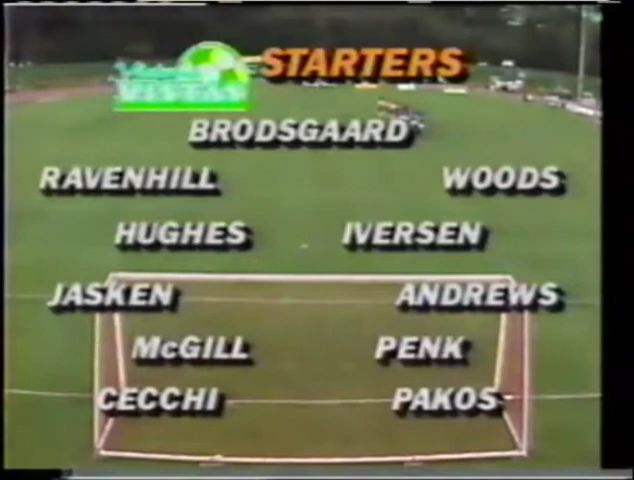 STARTERS
VISTAS
BRODSGAARD
RAVENHILL WOODS
HUGHES IVERSEN
JASKEN ANDREWS
McGILL PENK
CECCHI PAKOS